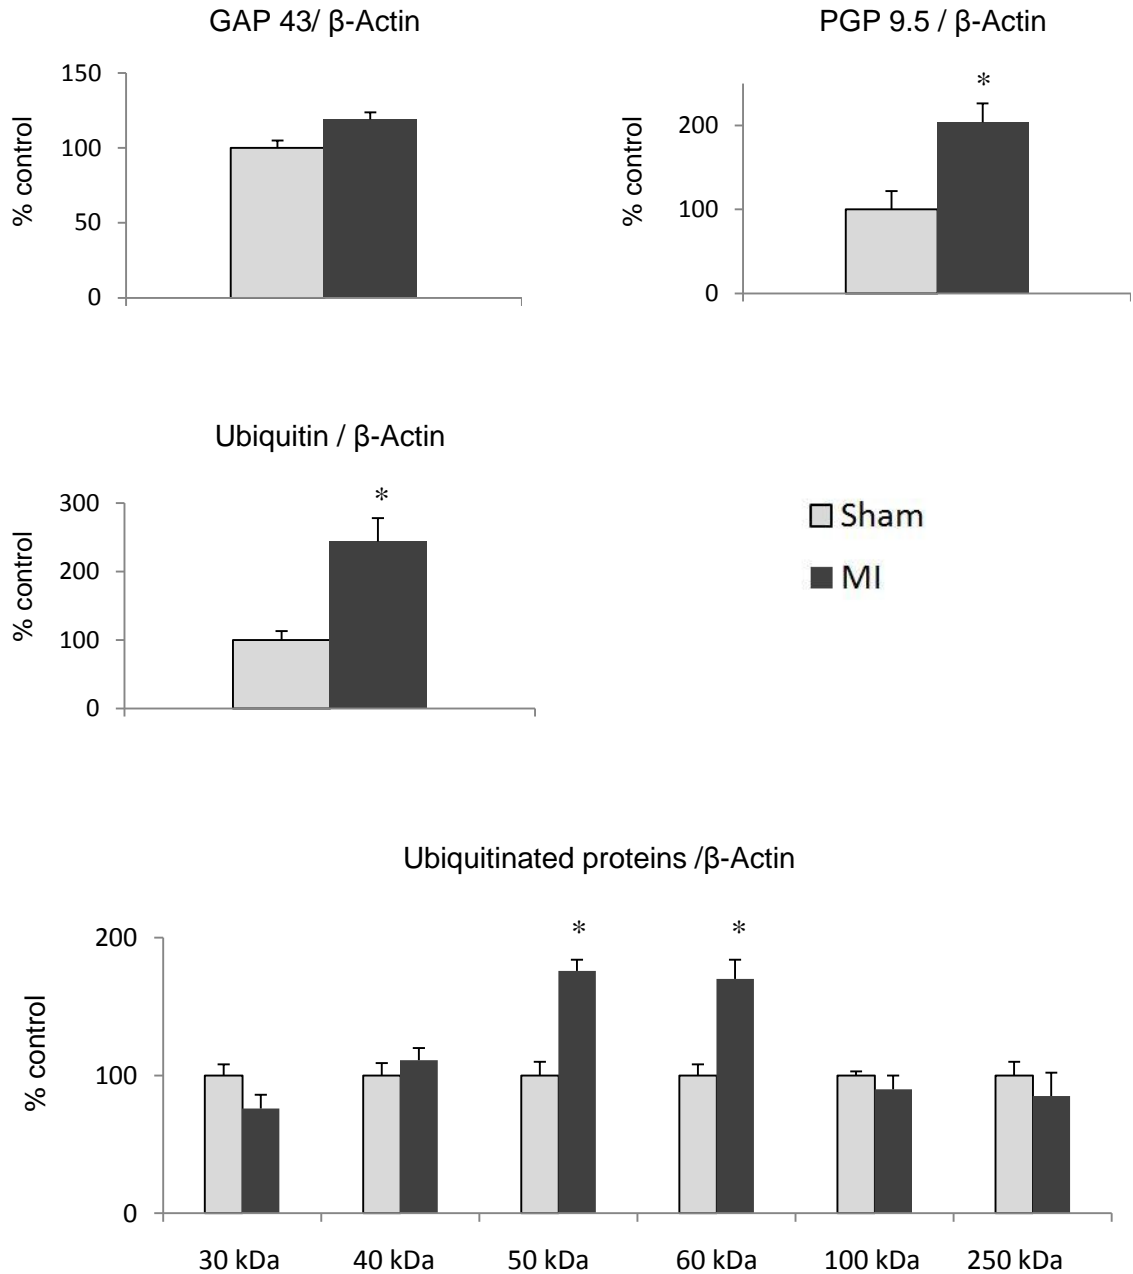 GAP 43/ β-Actin
% control
150
100
50
0
PGP 9.5 / β-Actin
*
% control
200
100
0
Ubiquitin / β-Actin
*
% control
300
200
100
0
Sham
MI
Ubiquitinated proteins /β-Actin
* *
% control
200
100
0
30 kDa 40 kDa 50 kDa 60 kDa 100 kDa 250 kDa